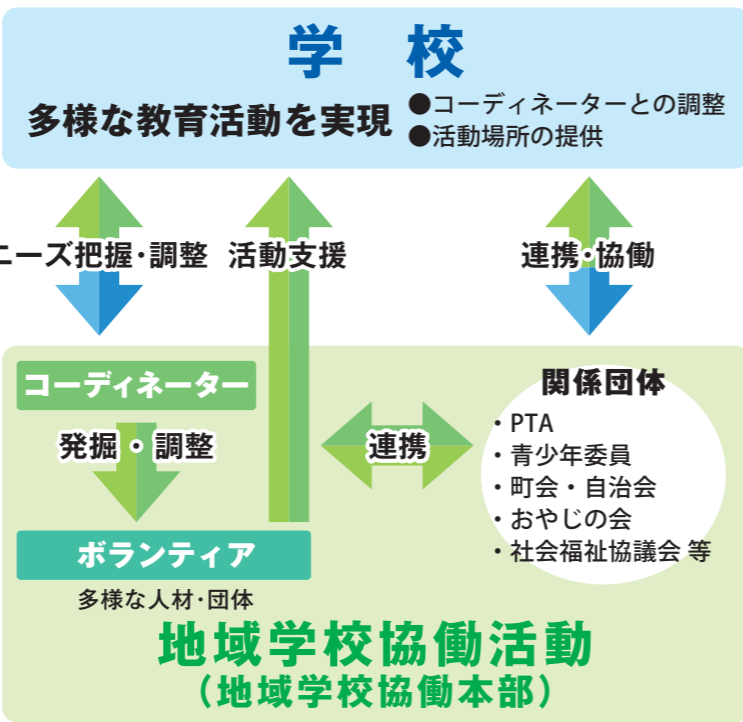 学 校
多様な教育活動を実現
●コーディネーターとの調整
●活動場所の提供
ニーズ把握・調整
活動支援
連携・協働
コーディネーター
発掘・調整
連携
ボランティア
多様な人材・団体
関係団体
・PTA
・青少年委員
・町会・自治会
・おやじの会
・社会福祉協議会 等
地域学校協働活動
（地域学校協働本部）